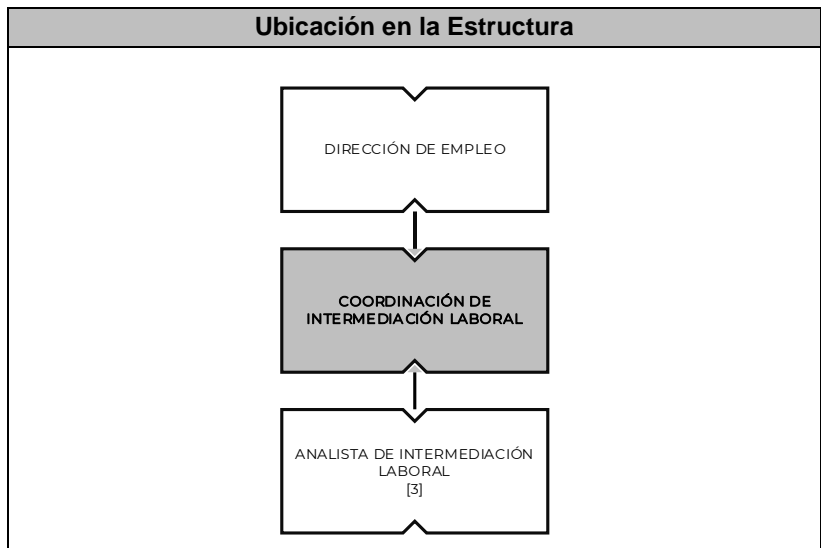 Ubicación en la Estructura
DIRECCIÓN DE EMPLEO
COORDINACIÓN DE
INTERMEDIACIÓN LABORAL
ANALISTA DE INTERMEDIACIÓN
LABORAL
[3]